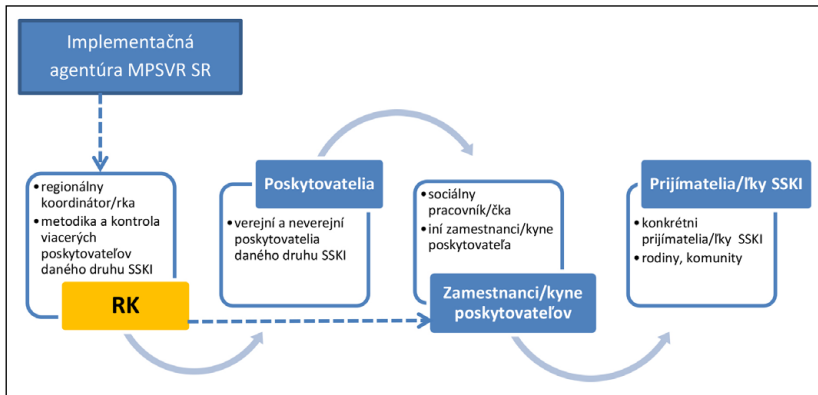 Implementačná
agentúra MPSVR SR
•regionálny
koordinátor/rka
•metodika a kontrola
viacerých
poskytovateľov
daného druhu SSKI
RK
Poskytovatelia
•verejní a neverejní
poskytovatelia
daného druhu SSKI
•sociálny
pracovník/čka
•iní zamestnanci/kyne
poskytovateľa
Zamestnanci/kyne
poskytovateľov
Prijímatelia/ľky SSKI
•konkrétni
prijímatelia/ľky SSKI
•rodiny, komunity